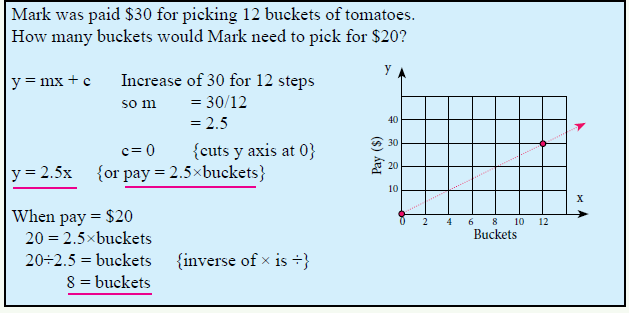 Mark was paid $30 for picking 12 buckets of tomatoes.
How many buckets would Mark need to pick for $20?
y = mx + c Increase of 30 for 12 steps
so m = 30/12
= 2.5
c = 0 {cuts y axis at 0}
y = 2.5x {or pay = 2.5×buckets}
When pay = $20
20 = 2.5×buckets
20÷2.5 = buckets {inverse of × is ÷}
8 = buckets
y
40
30
20
10
Pay ($)
x
0 2 4 6 8 10 12
Buckets